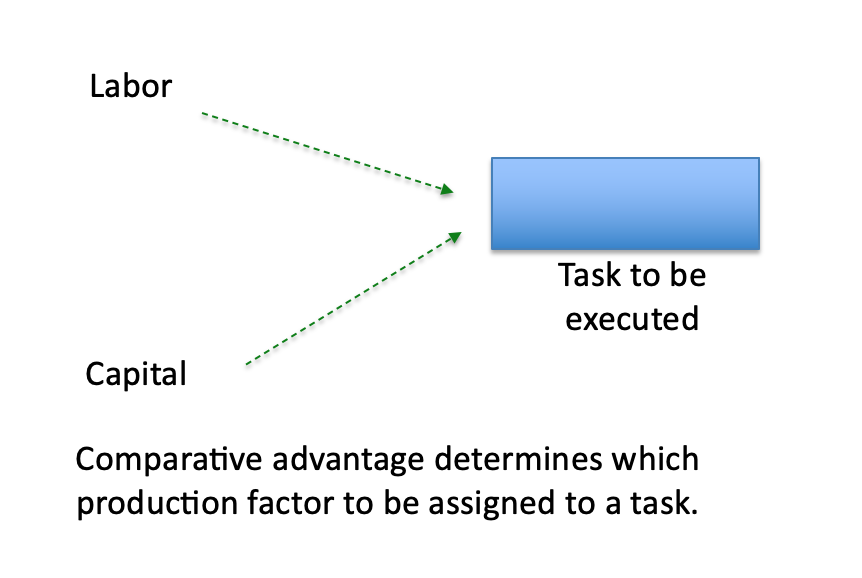 Labor
Task to be
executed
Capital
Comparative advantage determines which
production factor to be assigned to a task.